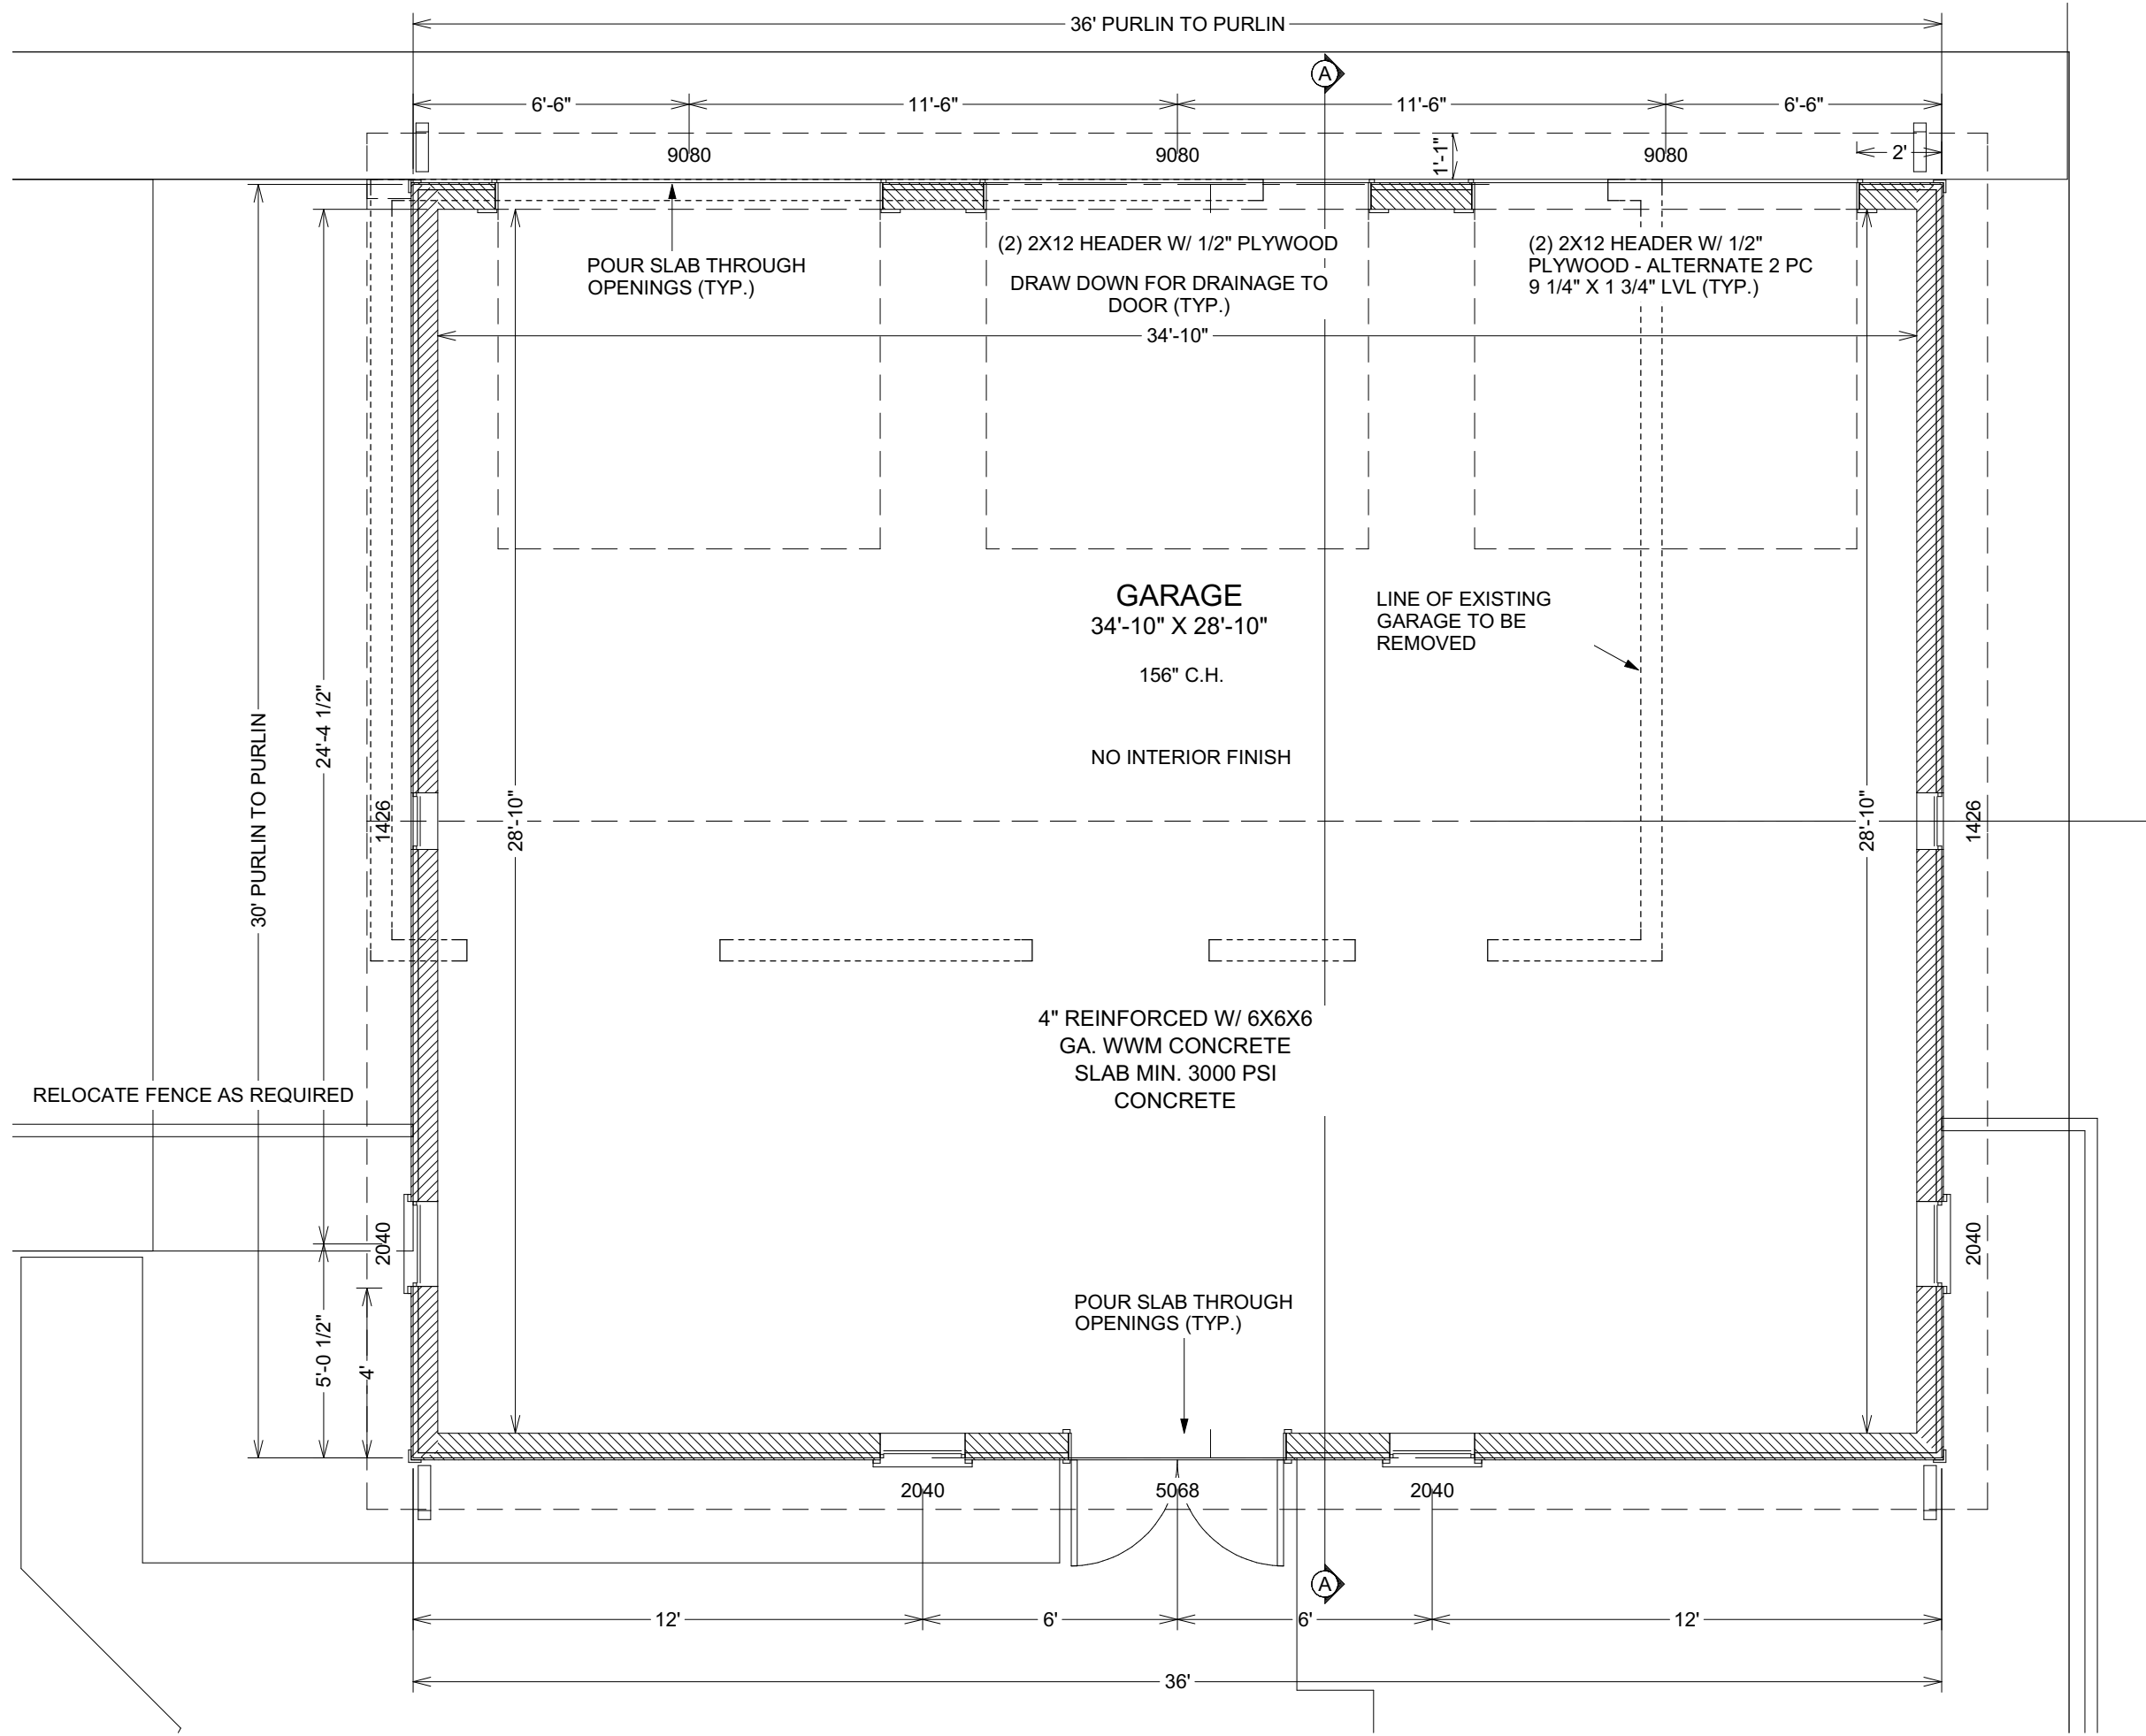 36' PURLIN TO PURLIN
A
6'-6"
11'-6"
11'-6"
6'-6"
9080
9080
9080
1'-1"
2'
(2) 2X12 HEADER W/ 1/2" PLYWOOD
(2) 2X12 HEADER W/ 1/2"
PLYWOOD - ALTERNATE 2 PC
9 1/4" X 1 3/4" LVL (TYP.)
POUR SLAB THROUGH
OPENINGS (TYP.)
DRAW DOWN FOR DRAINAGE TO
DOOR (TYP.)
34'-10"
GARAGE
34'-10" X 28'-10"
156" C.H.
NO INTERIOR FINISH
LINE OF EXISTING
GARAGE TO BE
REMOVED
30' PURLIN TO PURLIN
24'-4 1/2"
1426
28'-10"
28'-10"
1426
4" REINFORCED W/ 6X6X6
GA. WWM CONCRETE
SLAB MIN. 3000 PSI
CONCRETE
RELOCATE FENCE AS REQUIRED
2040
2040
5'-0 1/2"
4'
POUR SLAB THROUGH
OPENINGS (TYP.)
2040
5068
2040
A
12'
6'
6'
12'
36'